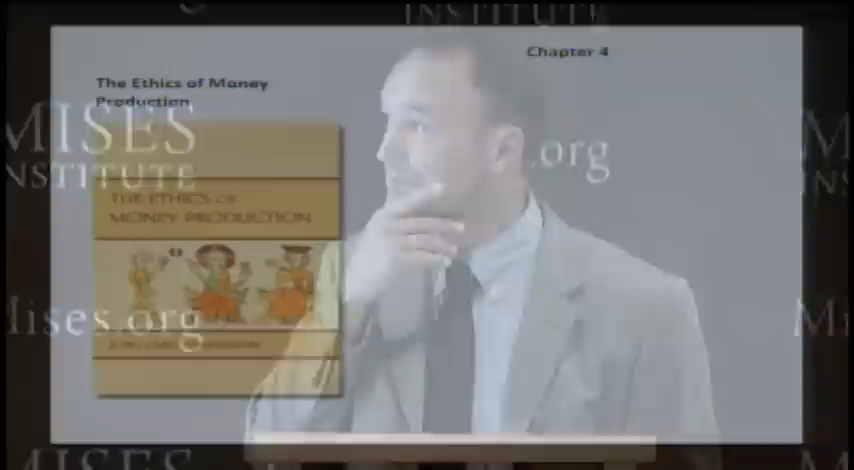 INSTITUTE
Chapter 4
The Ethics of Money
Production
MISES
INSTITUTE
.org
THE ETHICS OF
MONEY PRODUCTION
Mises.org